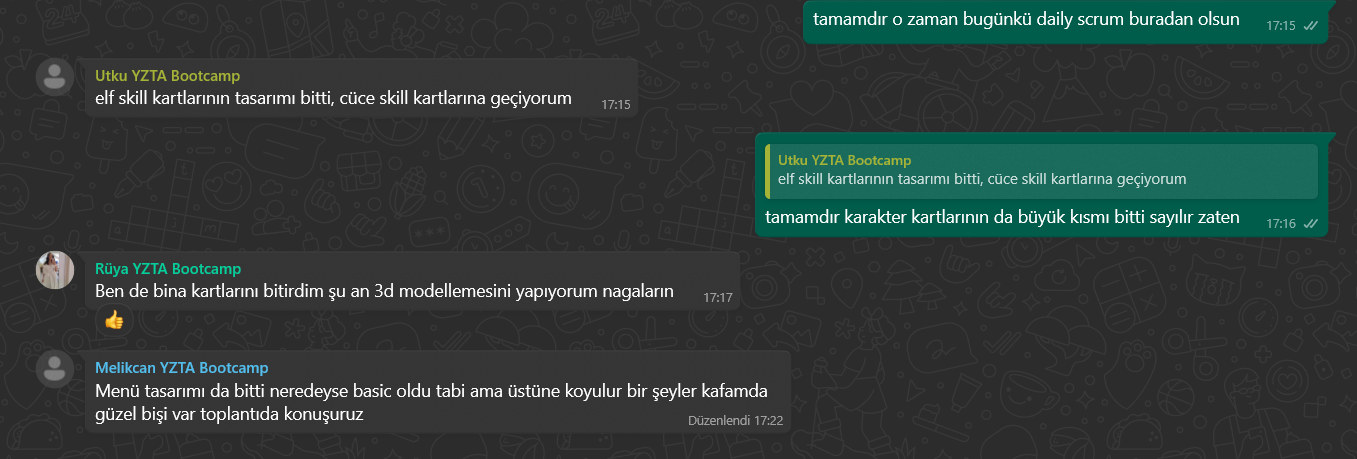 tamamdır o zaman bugünkü daily scrum buradan olsun
17:15
Utku YZTA Bootcamp
elf skill kartlarının tasarımı bitti, cüce skill kartlarına geçiyorum
17:15
Utku YZTA Bootcamp
elf skill kartlarının tasarımı bitti, cüce skill kartlarına geçiyorum
tamamdır karakter kartlarının da büyük kısmı bitti sayılır zaten
17:16
Rüya YZTA Bootcamp
Ben de bina kartlarını bitirdim şu an 3d modellemesini yapıyorum nagaların
17:17
Melikcan YZTA Bootcamp
Menü tasarımı da bitti neredeyse basic oldu tabi ama üstüne koyulur bir şeyler kafamda
güzel bişi var toplantıda konuşuruz
Düzenlendi 17:22